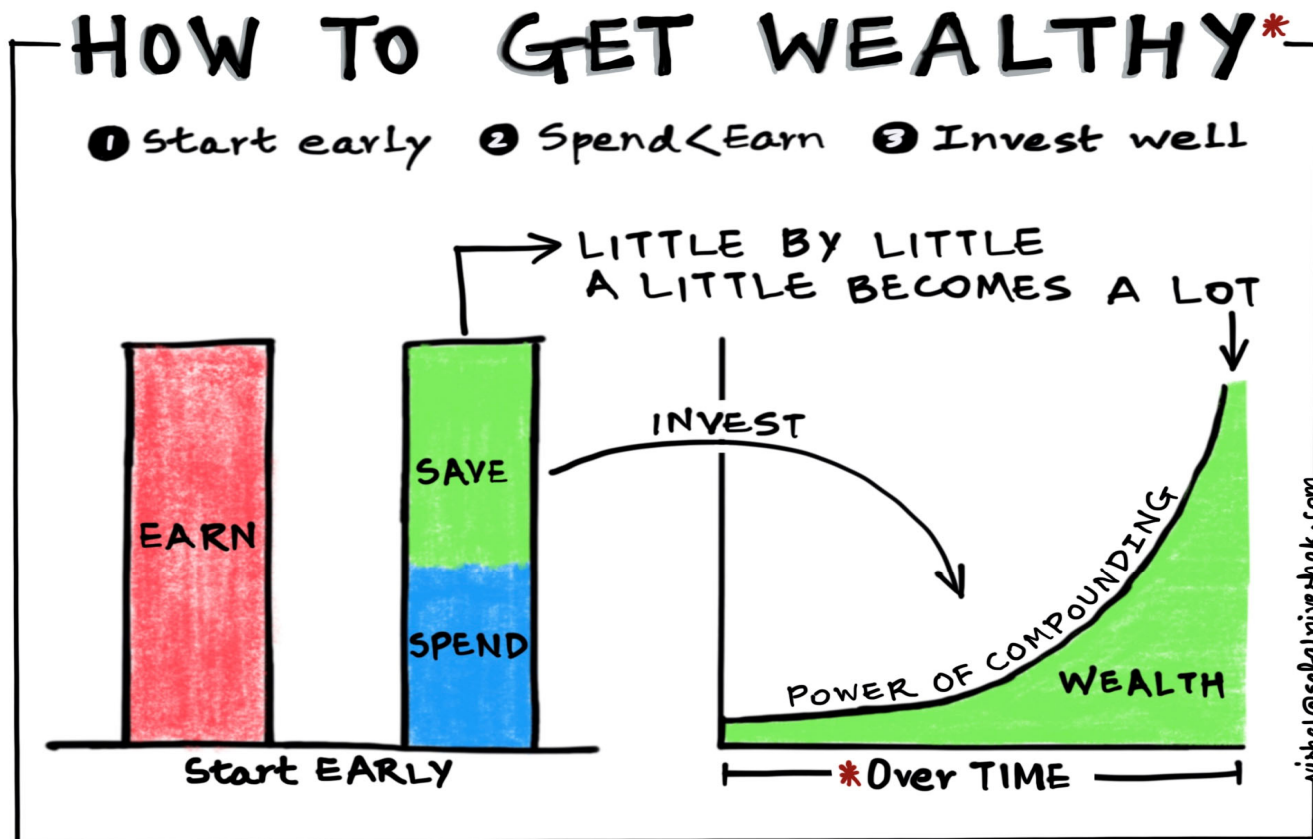 HOW TO GET WEALTHY*
1 Start early 2 Spend<Earn 3 Invest well
LITTLE BY LITTLE
A LITTLE BECOMES A LOT
INVEST
SAVE
EARN
SPEND
POWER OF COMPOUNDING
WEALTH
Start EARLY
*Over TIME